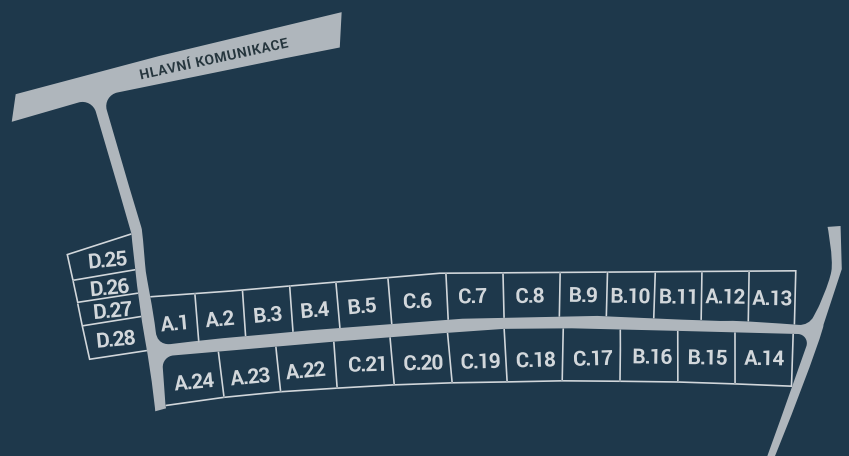 HLAVNÍ KOMUNIKACE
D.25
D.26
D.27
D.28
A.1 A.2 B.3 B.4 B.5 C.6 C.7 C.8 B.9 B.10 B.11 A.12 A.13
A.24 A.23 A.22 C.21 C.20 C.19 C.18 C.17 B.16 B.15 A.14